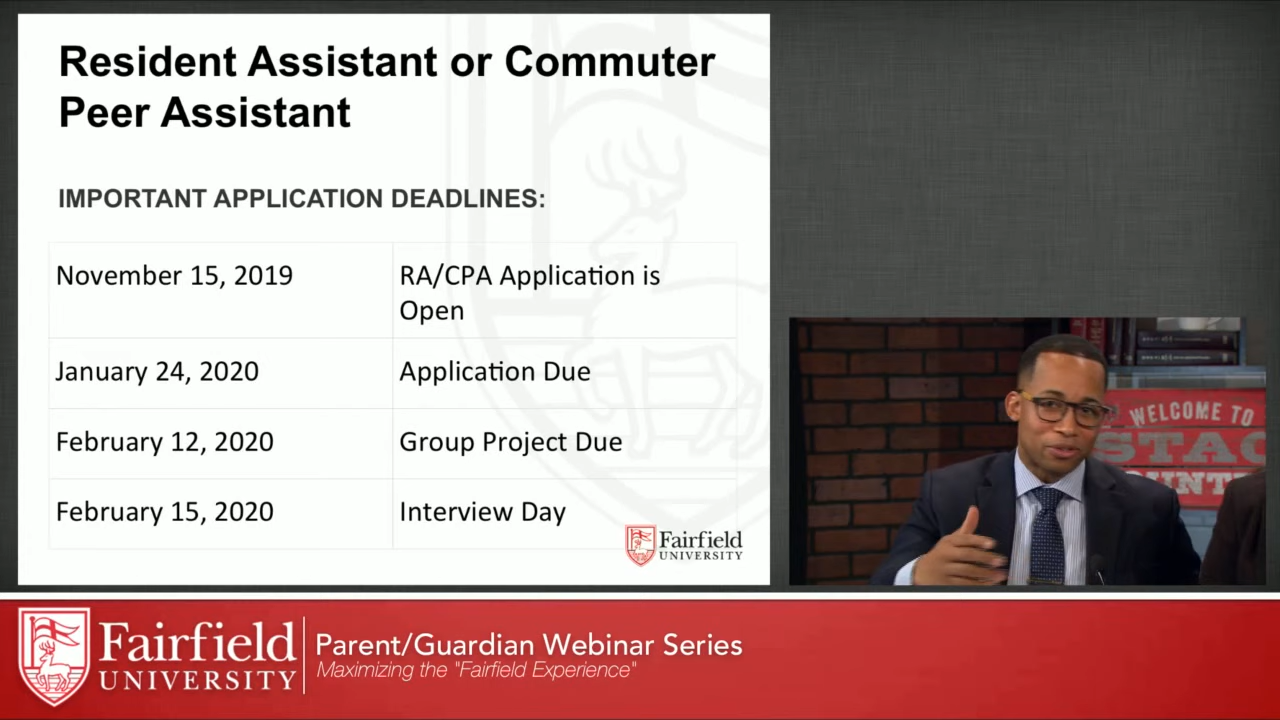 Resident Assistant or Commuter
Peer Assistant
IMPORTANT APPLICATION DEADLINES:
November 15, 2019
RA/CPA Application is
Open
January 24, 2020
Application Due
February 12, 2020
Group Project Due
February 15, 2020
Interview Day
Fairfield
UNIVERSITY
WELCOME TO
STAG
Fairfield
UNIVERSITY
Parent/Guardian Webinar Series
Maximizing the "Fairfield Experience"